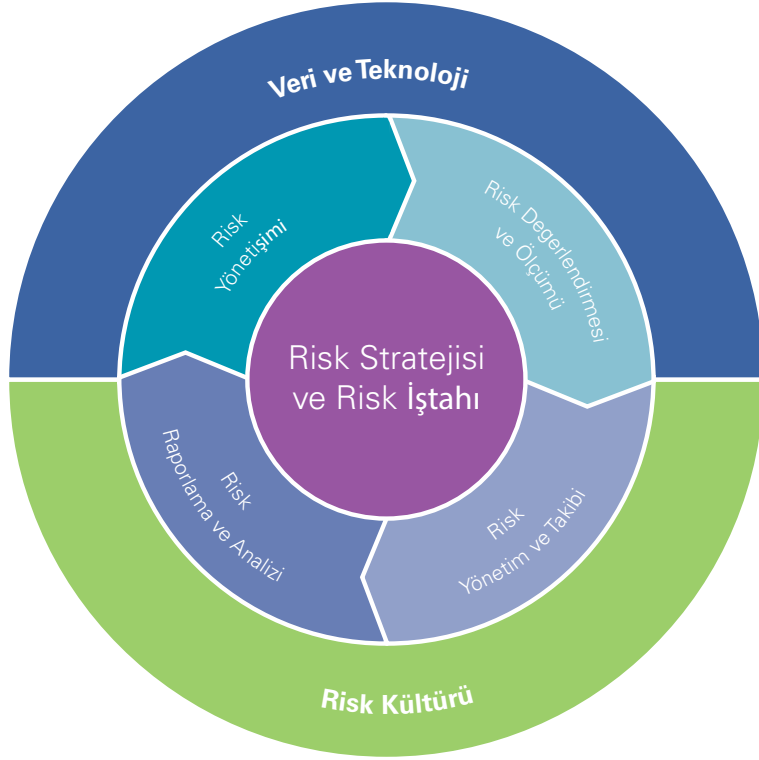 Veri ve Teknoloji
Risk
Yönetişimi
Risk Degerlendirmesi
ve Ölçümü
Risk Stratejisi
ve Risk İştahı
Risk
Raporlama ve Analizi
Risk
Yönetim ve Takibi
Risk Kültürü